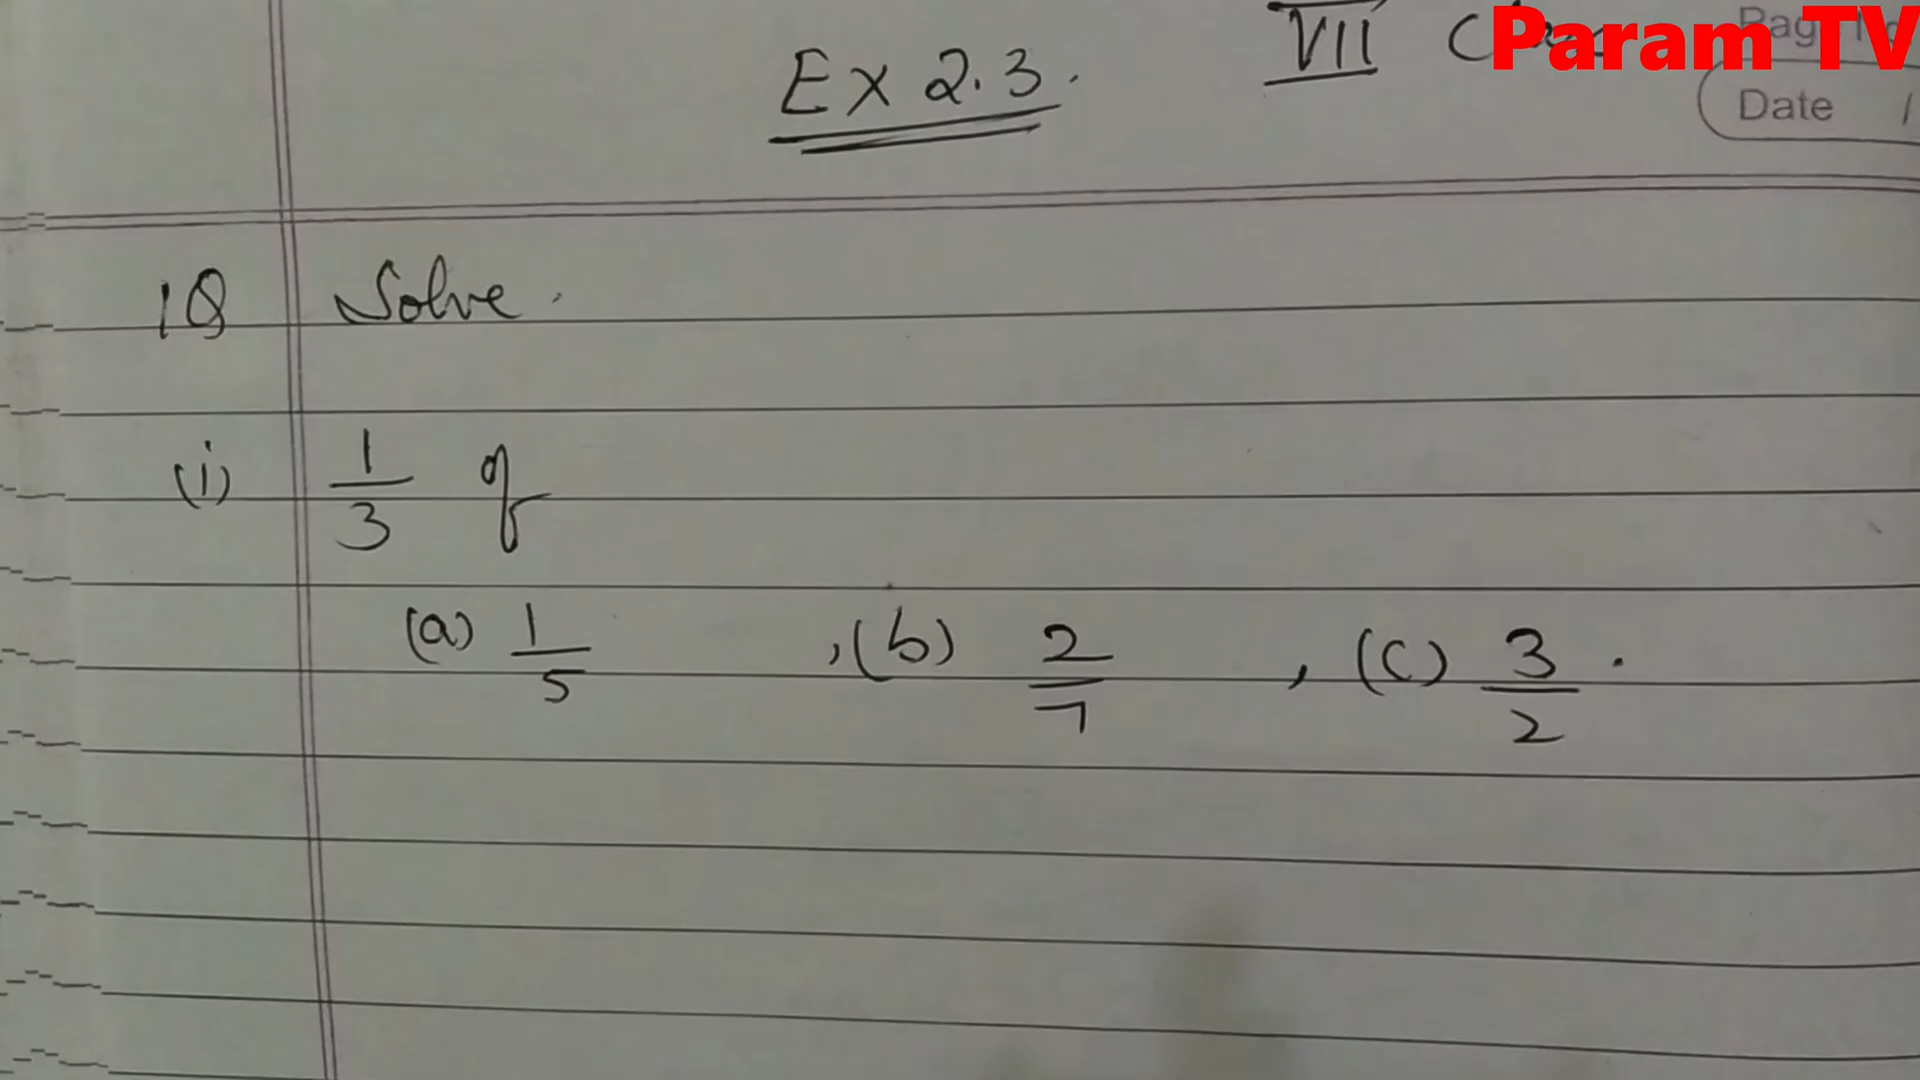 Param TV
VII
Ex 2.3.
Date /
1Q Solve.
(i) 1/3 of
(a) 1/5 , (b) 2/7 , (c) 3/2 .